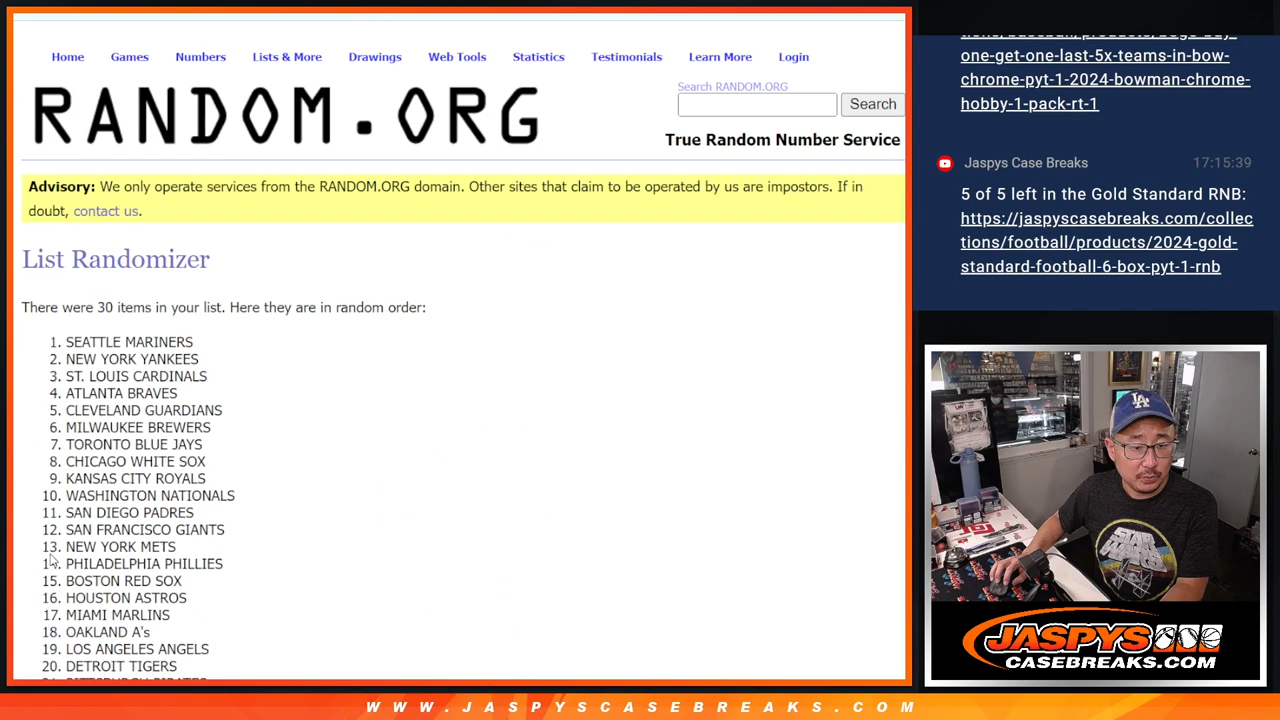 Home Games Numbers Lists & More Drawings Web Tools Statistics Testimonials Learn More Login
RANDOM.ORG
Search RANDOM.ORG
Search
True Random Number Service
Advisory: We only operate services from the RANDOM.ORG domain. Other sites that claim to be operated by us are impostors. If in
doubt, contact us.
List Randomizer
There were 30 items in your list. Here they are in random order:
1. SEATTLE MARINERS
2. NEW YORK YANKEES
3. ST. LOUIS CARDINALS
4. ATLANTA BRAVES
5. CLEVELAND GUARDIANS
6. MILWAUKEE BREWERS
7. TORONTO BLUE JAYS
8. CHICAGO WHITE SOX
9. KANSAS CITY ROYALS
10. WASHINGTON NATIONALS
11. SAN DIEGO PADRES
12. SAN FRANCISCO GIANTS
13. NEW YORK METS
14. PHILADELPHIA PHILLIES
15. BOSTON RED SOX
16. HOUSTON ASTROS
17. MIAMI MARLINS
18. OAKLAND A's
19. LOS ANGELES ANGELS
20. DETROIT TIGERS
one-get-one-last-5x-teams-in-bow-
chrome-pyt-1-2024-bowman-chrome-
hobby-1-pack-rt-1
Jaspys Case Breaks 17:15:39
5 of 5 left in the Gold Standard RNB:
https://jaspyscasebreaks.com/collec
tions/football/products/2024-gold-
standard-football-6-box-pyt-1-rnb
LA
STAR
WARS
JASPYS
CASEBREAKS.COM
WWW.JASPYSCASEBREAKS.COM